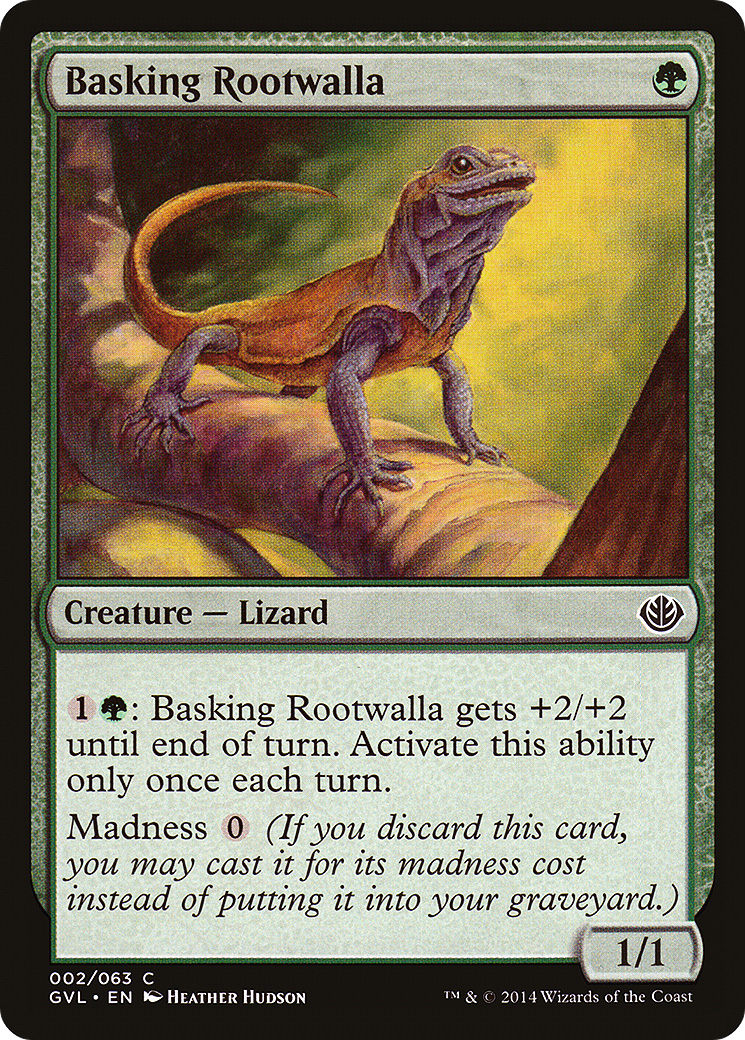 Basking Rootwalla
1 : Basking Rootwalla gets +2/+2
until end of turn. Activate this ability
only once each turn.
Creature — Lizard
Madness 0 (If you discard this card,
you may cast it for its madness cost
instead of putting it into your graveyard.)
1/1
002/063 C
GVL • EN Heather Hudson
™ & © 2014 Wizards of the Coast